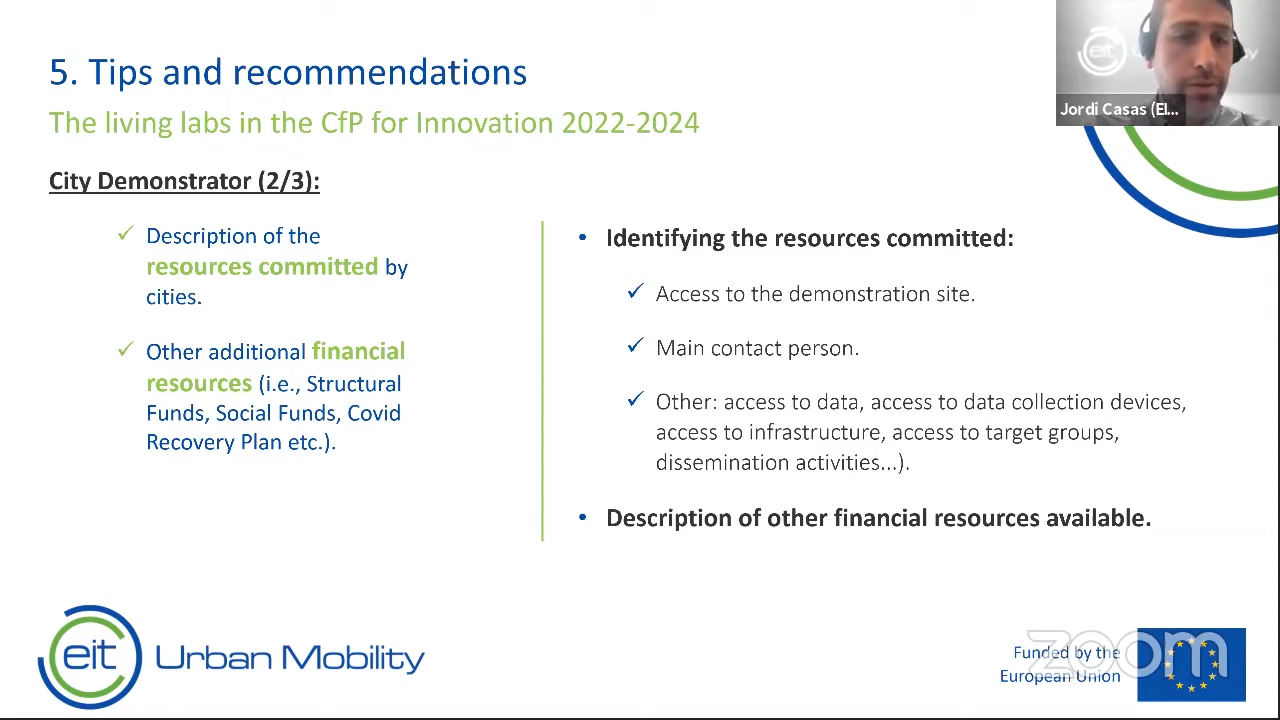 5. Tips and recommendations
The living labs in the CfP for Innovation 2022-2024
eit
Jordi Casas (EI...
City Demonstrator (2/3):
✓ Description of the
resources committed by
cities.
✓ Other additional financial
resources (i.e., Structural
Funds, Social Funds, Covid
Recovery Plan etc.).
• Identifying the resources committed:
✓ Access to the demonstration site.
✓ Main contact person.
✓ Other: access to data, access to data collection devices,
access to infrastructure, access to target groups,
dissemination activities...).
• Description of other financial resources available.
eit Urban Mobility
Funded by the
European Union
zoom